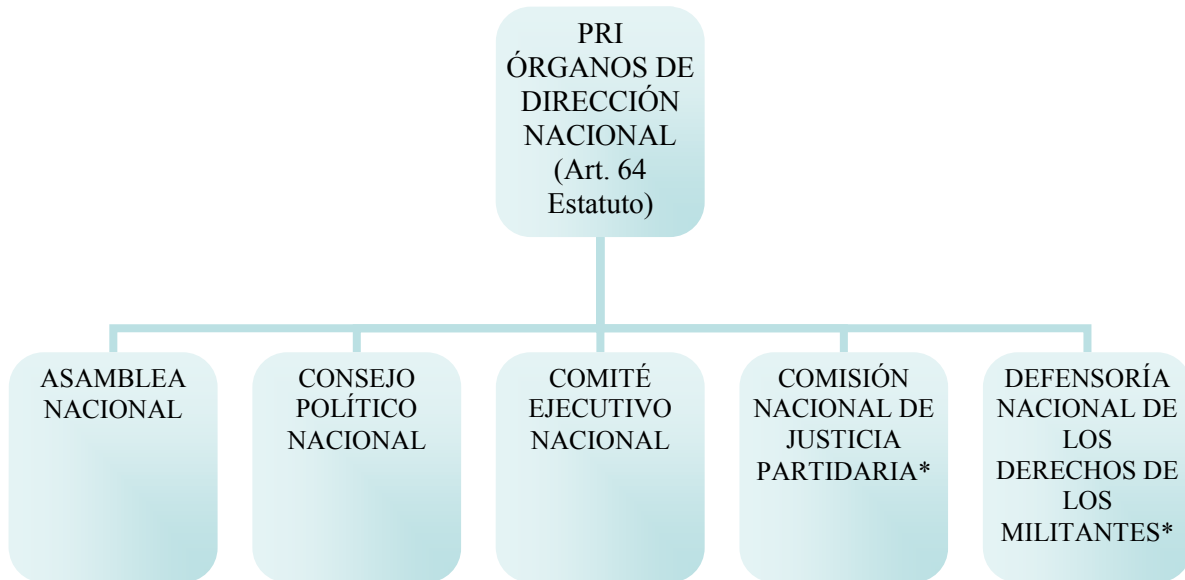 PRI
ÓRGANOS DE
DIRECCIÓN
NACIONAL
(Art. 64
Estatuto)
ASAMBLEA
NACIONAL
CONSEJO
POLÍTICO
NACIONAL
COMITÉ
EJECUTIVO
NACIONAL
COMISIÓN
NACIONAL DE
JUSTICIA
PARTIDARIA*
DEFENSORÍA
NACIONAL DE
LOS
DERECHOS DE
LOS
MILITANTES*